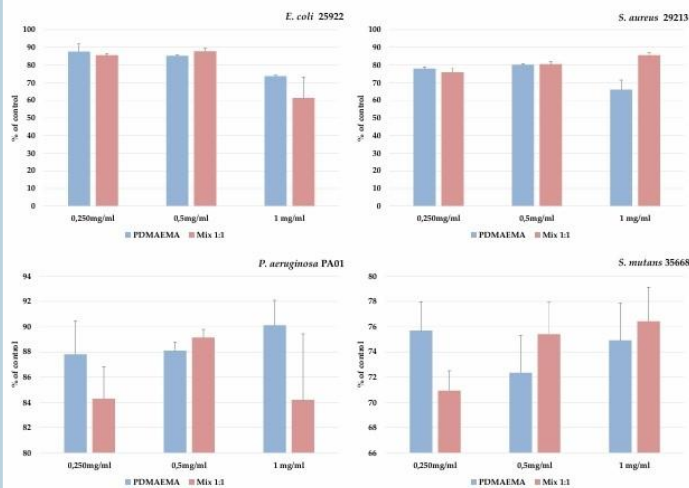 E. coli 25922
% of control
100
90
80
70
60
50
40
30
20
10
0
0,250mg/ml 0,5mg/ml 1 mg/ml
PDMAEMA Mix 1:1
S. aureus 29213
% of control
100
90
80
70
60
50
40
30
20
10
0
0,250mg/ml 0,5mg/ml 1 mg/ml
PDMAEMA Mix 1:1
P. aeruginosa PA01
% of control
94
92
90
88
86
84
82
80
0,250mg/ml 0,5mg/ml 1 mg/ml
PDMAEMA Mix 1:1
S. mutans 35668
% of control
80
78
76
74
72
70
68
66
0,250mg/ml 0,5mg/ml 1 mg/ml
PDMAEMA Mix 1:1